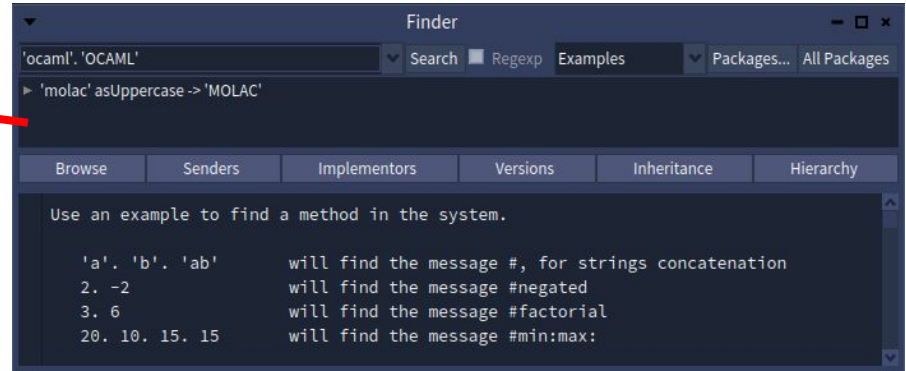 Finder
'ocaml'. 'OCAML' Search Regexp Examples Packages... All Packages
'molac' asUppercase -> 'MOLAC'
Browse Senders Implementors Versions Inheritance Hierarchy
Use an example to find a method in the system.
'a'. 'b'. 'ab' will find the message #, for strings concatenation
2. -2 will find the message #negated
3. 6 will find the message #factorial
20. 10. 15. 15 will find the message #min:max: